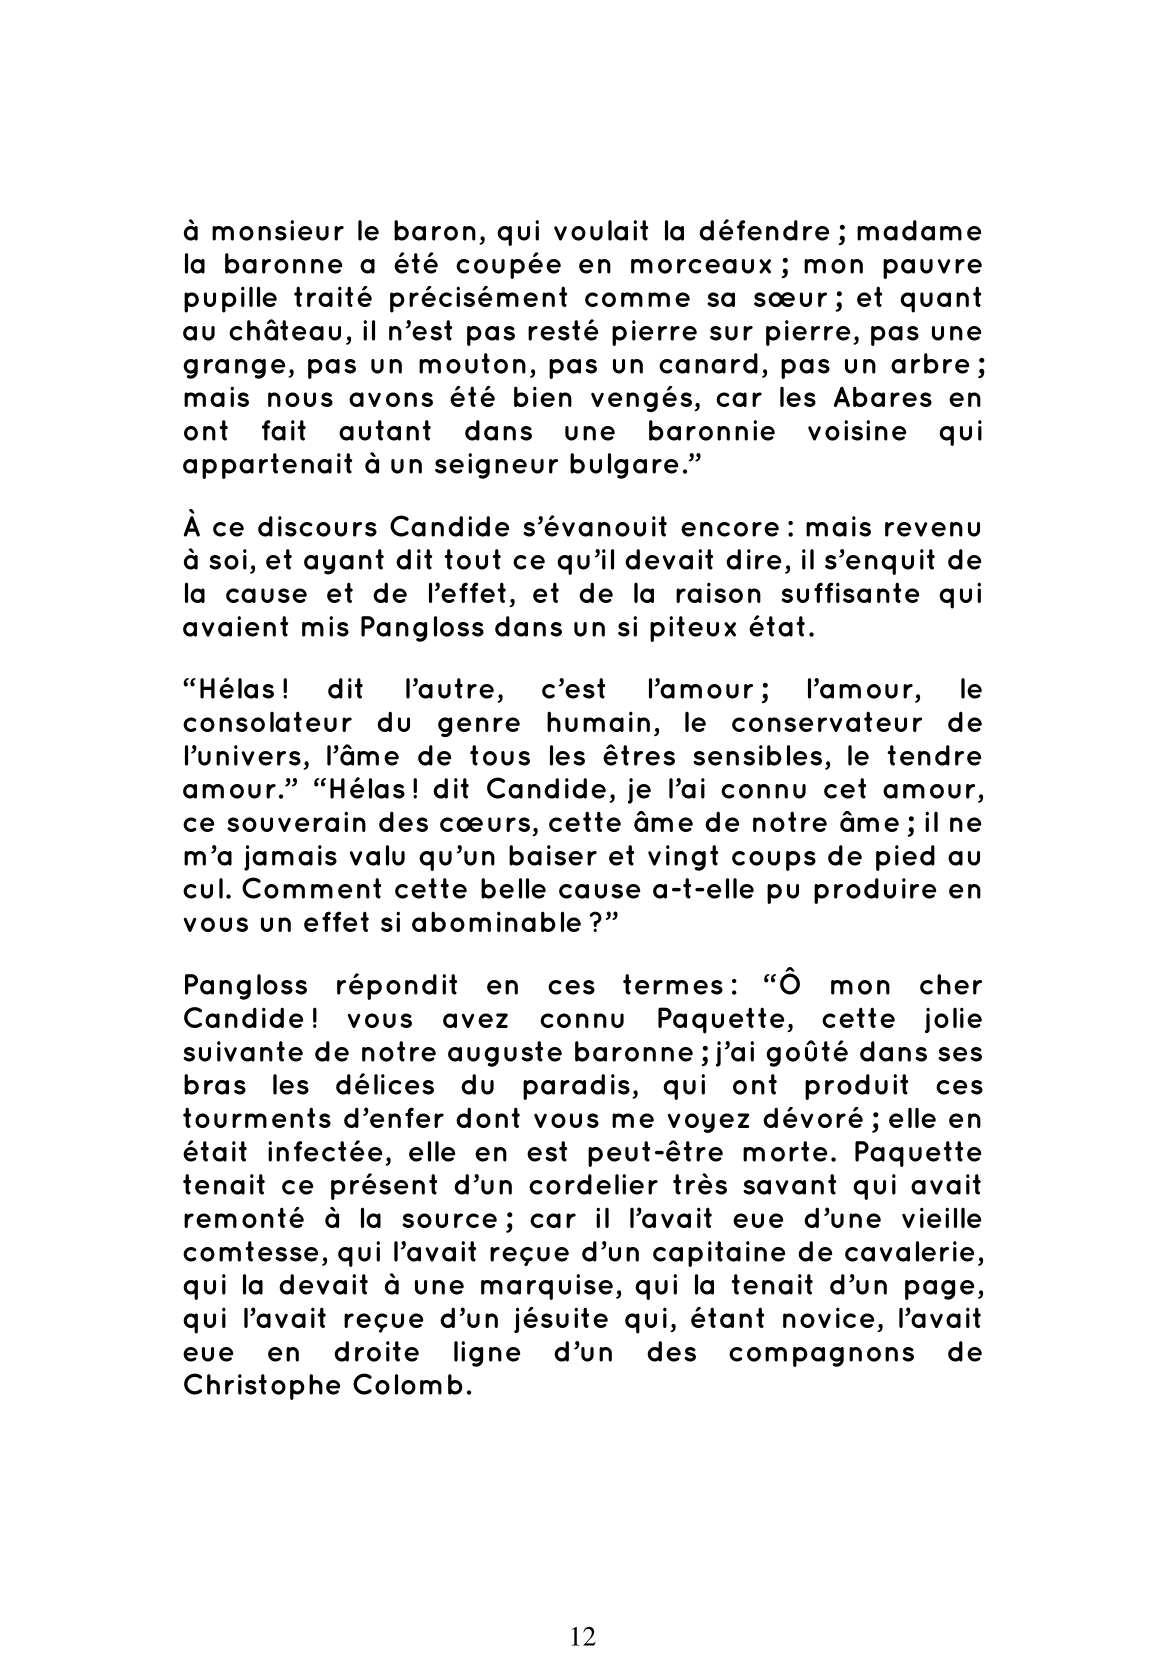 à monsieur le baron, qui voulait la défendre ; madame
la baronne a été coupée en morceaux ; mon pauvre
pupille traité précisément comme sa sœur ; et quant
au château, il n’est pas resté pierre sur pierre, pas une
grange, pas un mouton, pas un canard, pas un arbre ;
mais nous avons été bien vengés, car les Abares en
ont fait autant dans une baronnie voisine qui
appartenait à un seigneur bulgare.”
À ce discours Candide s’évanouit encore : mais revenu
à soi, et ayant dit tout ce qu’il devait dire, il s’enquit de
la cause et de l’effet, et de la raison suffisante qui
avaient mis Pangloss dans un si piteux état.
“Hélas ! dit l’autre, c’est l’amour ; l’amour, le
consolateur du genre humain, le conservateur de
l’univers, l’âme de tous les êtres sensibles, le tendre
amour.” “Hélas ! dit Candide, je l’ai connu cet amour,
ce souverain des cœurs, cette âme de notre âme ; il ne
m’a jamais valu qu’un baiser et vingt coups de pied au
cul. Comment cette belle cause a-t-elle pu produire en
vous un effet si abominable ?”
Pangloss répondit en ces termes : “Ô mon cher
Candide ! vous avez connu Paquette, cette jolie
suivante de notre auguste baronne ; j’ai goûté dans ses
bras les délices du paradis, qui ont produit ces
tourments d’enfer dont vous me voyez dévoré ; elle en
était infectée, elle en est peut-être morte. Paquette
tenait ce présent d’un cordelier très savant qui avait
remonté à la source ; car il l’avait eue d’une vieille
comtesse, qui l’avait reçue d’un capitaine de cavalerie,
qui la devait à une marquise, qui la tenait d’un page,
qui l’avait reçue d’un jésuite qui, étant novice, l’avait
eue en droite ligne d’un des compagnons de
Christophe Colomb.
12